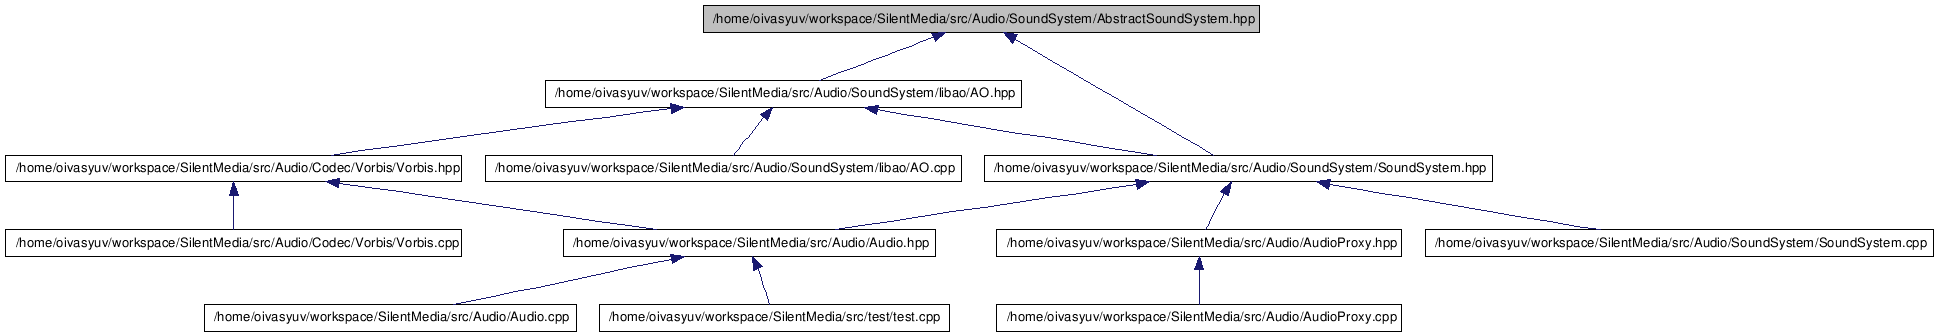 /home/oivasyuv/workspace/SilentMedia/src/Audio/SoundSystem/AbstractSoundSystem.hpp
/home/oivasyuv/workspace/SilentMedia/src/Audio/SoundSystem/libao/AO.hpp
/home/oivasyuv/workspace/SilentMedia/src/Audio/Codec/Vorbis/Vorbis.hpp
/home/oivasyuv/workspace/SilentMedia/src/Audio/SoundSystem/libao/AO.cpp
/home/oivasyuv/workspace/SilentMedia/src/Audio/SoundSystem/SoundSystem.hpp
/home/oivasyuv/workspace/SilentMedia/src/Audio/Codec/Vorbis/Vorbis.cpp
/home/oivasyuv/workspace/SilentMedia/src/Audio/Audio.hpp
/home/oivasyuv/workspace/SilentMedia/src/Audio/AudioProxy.hpp
/home/oivasyuv/workspace/SilentMedia/src/Audio/SoundSystem/SoundSystem.cpp
/home/oivasyuv/workspace/SilentMedia/src/Audio/Audio.cpp
/home/oivasyuv/workspace/SilentMedia/src/test/test.cpp
/home/oivasyuv/workspace/SilentMedia/src/Audio/AudioProxy.cpp